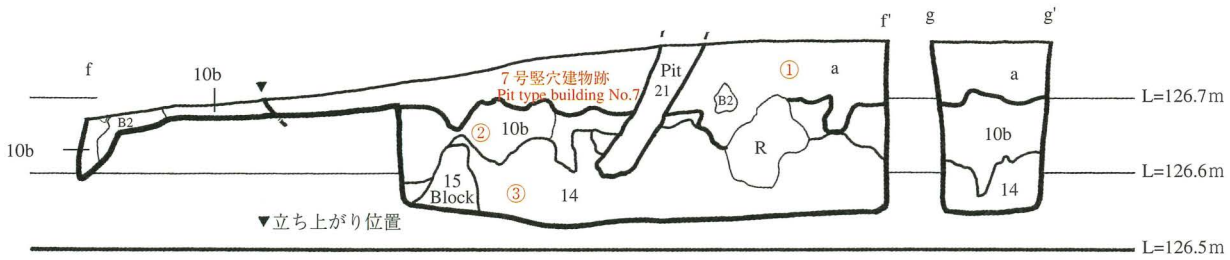 f
10b
B2
10b
▼立ち上がり位置
7号竪穴建物跡
Pit type building No.7
Pit
21
① a
B2
② 10b
R
15
Block
③ 14
f'
g
g'
a
10b
14
L=126.7m
L=126.6m
L=126.5m